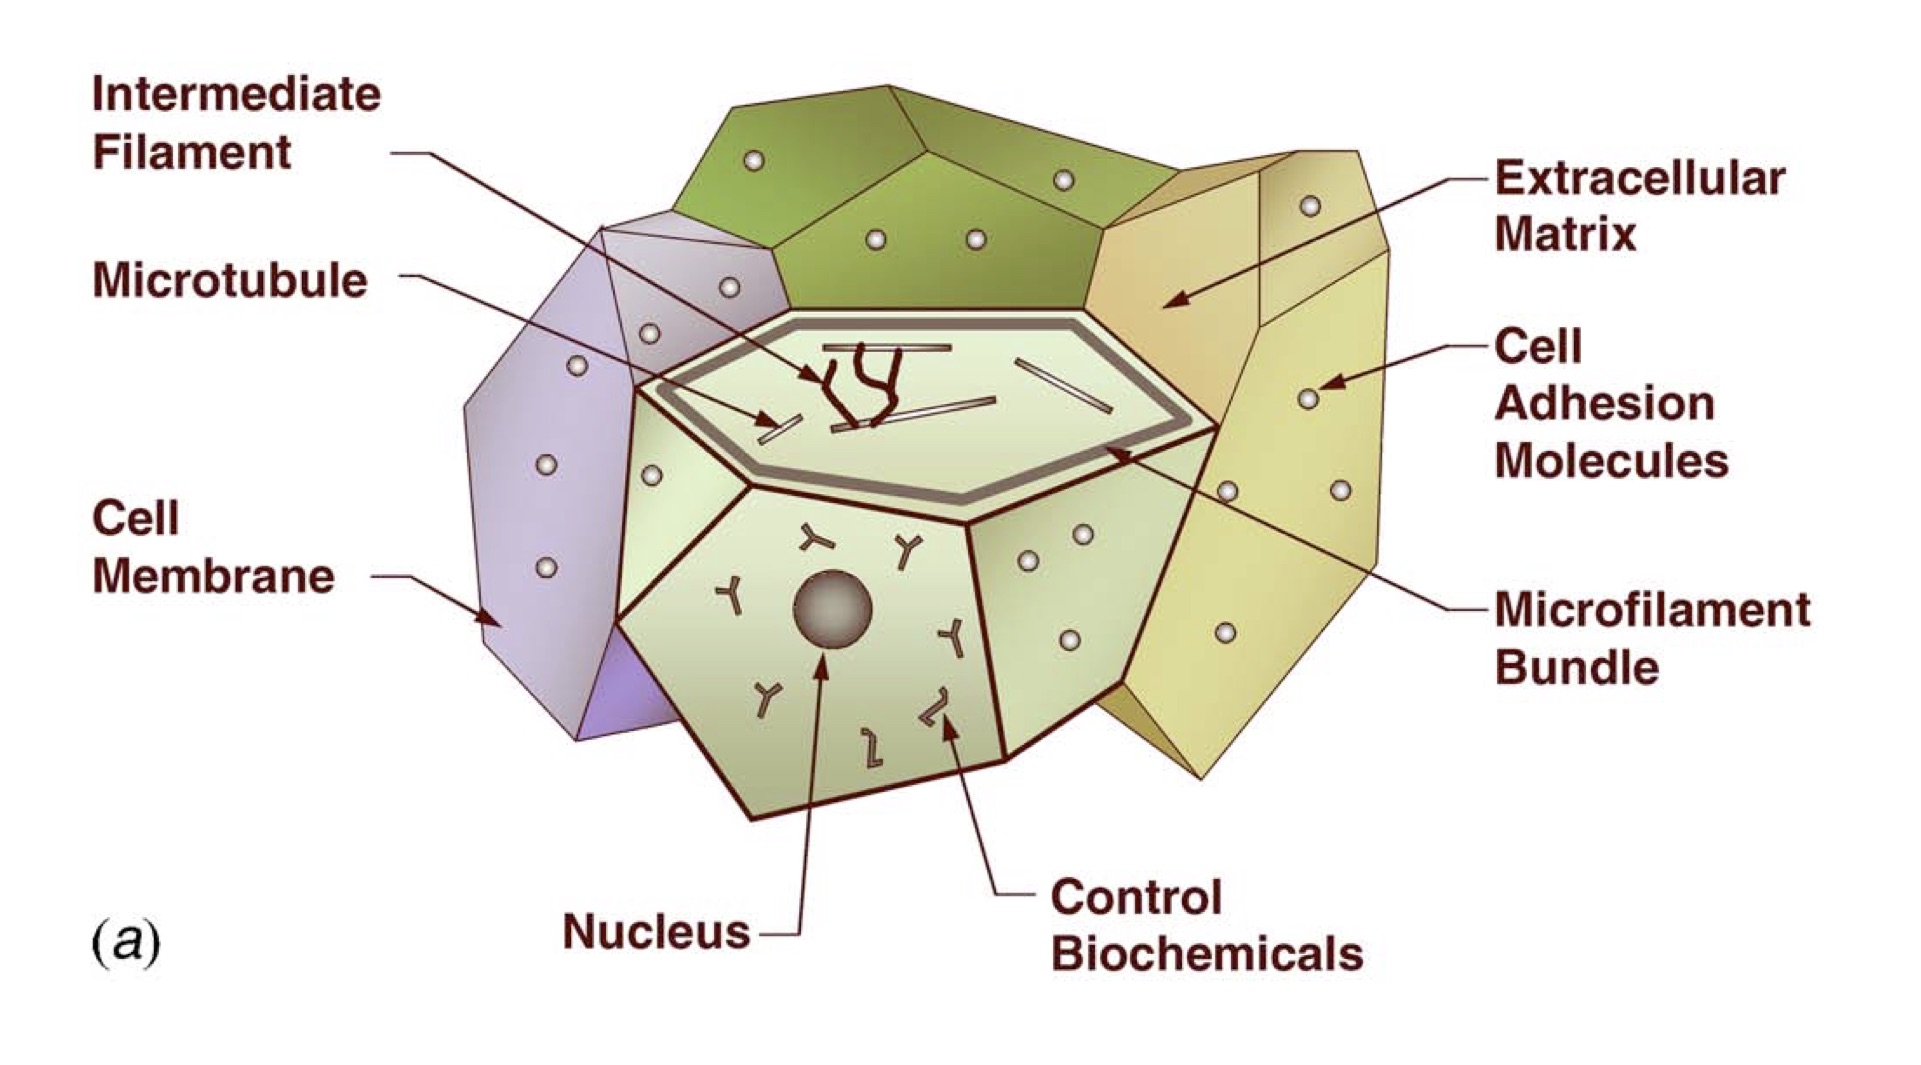 Intermediate
Filament
Microtubule
Cell
Membrane
Extracellular
Matrix
Cell
Adhesion
Molecules
Microfilament
Bundle
Nucleus
Control
Biochemicals
(a)